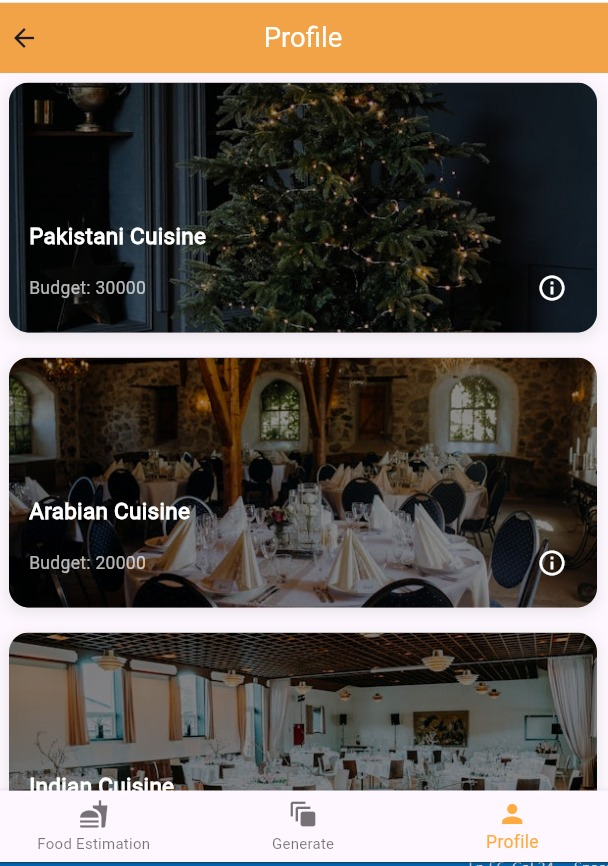 Profile
Pakistani Cuisine
Budget: 30000
Arabian Cuisine
Budget: 20000
Indian Cuisine
Food Estimation
Generate
Profile